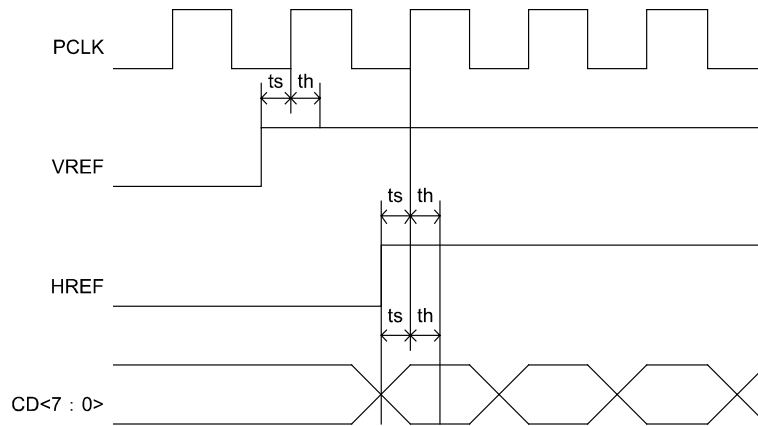 PCLK
ts th
VREF
ts th
HREF
ts th
CD<7 : 0>